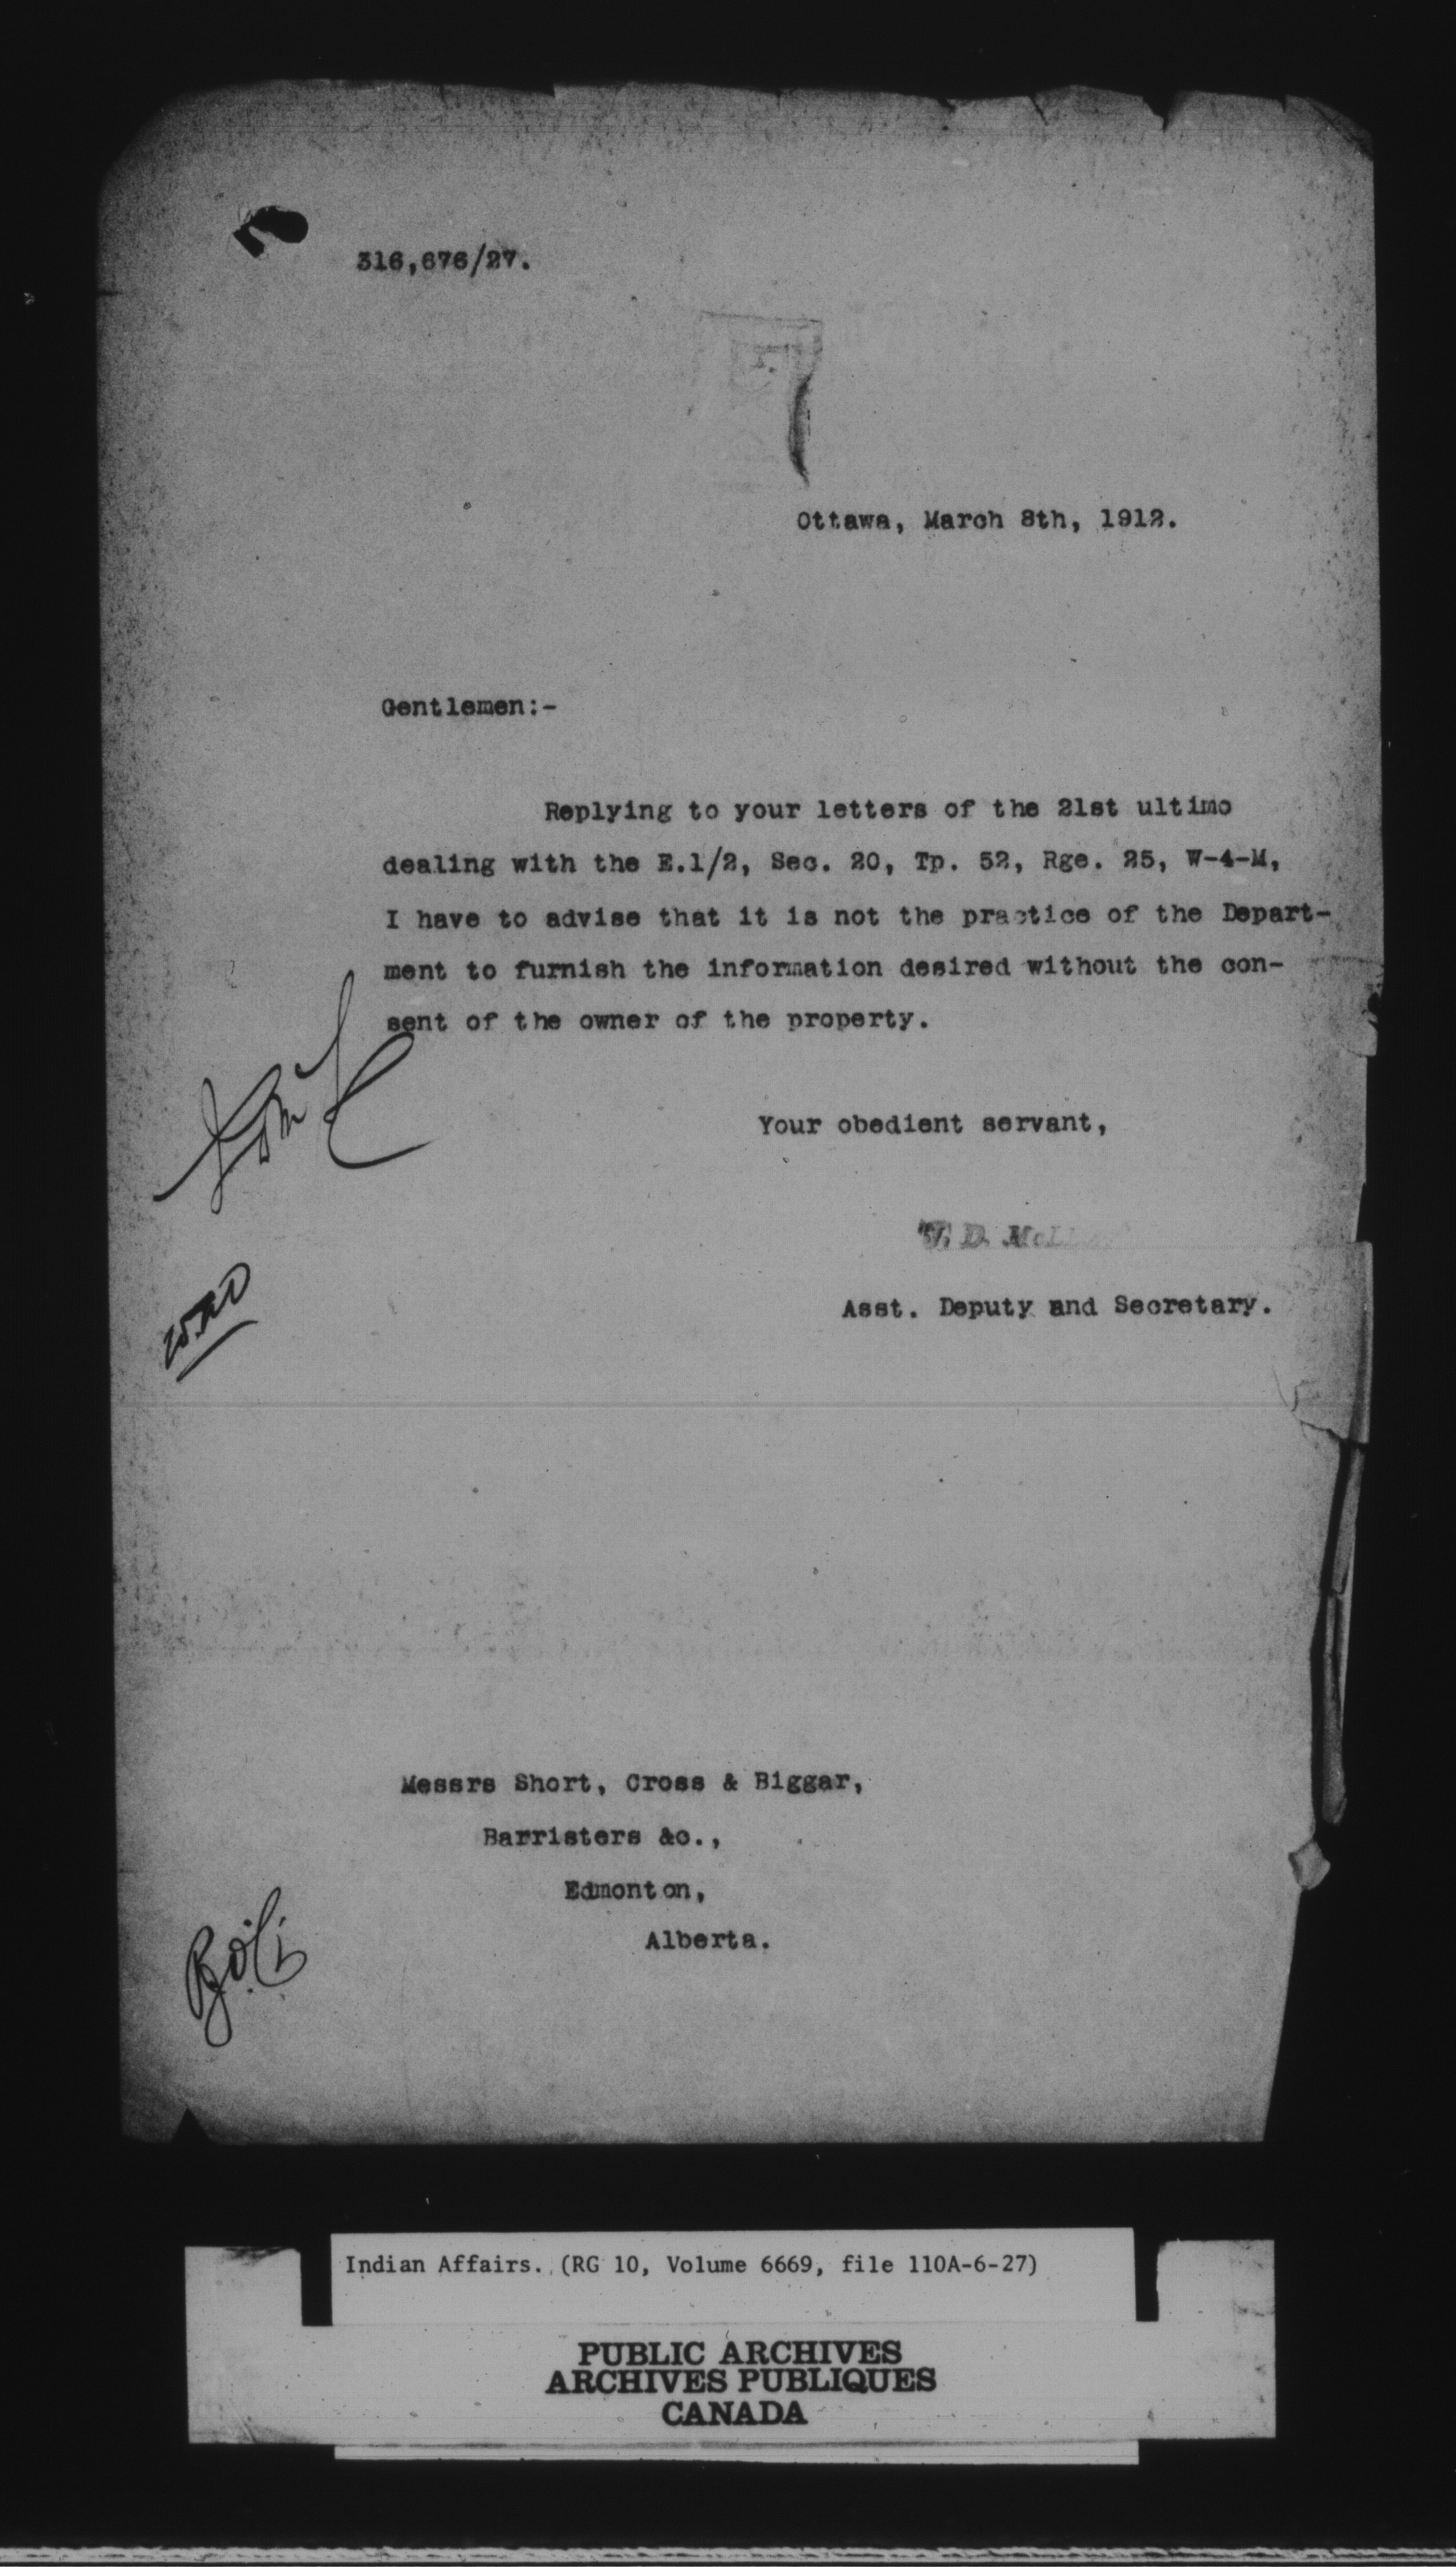 316,676/27.
Ottawa, March 8th, 1912.
Gentlemen:-
Replying to your letters of the 21st ultimo
dealing with the E.1/2, Sec. 20, Tp. 52, Rge. 25, W-4-M,
I have to advise that it is not the practice of the Depart-
ment to furnish the information desired without the con-
sent of the owner of the property.
Your obedient servant,
J. D. McL
Asst. Deputy and Secretary.
Messrs Short, Cross & Biggar,
Barristers &c.,
Edmonton,
Alberta.
Indian Affairs. (RG 10, Volume 6669, file 110A-6-27)
PUBLIC ARCHIVES
ARCHIVES PUBLIQUES
CANADA